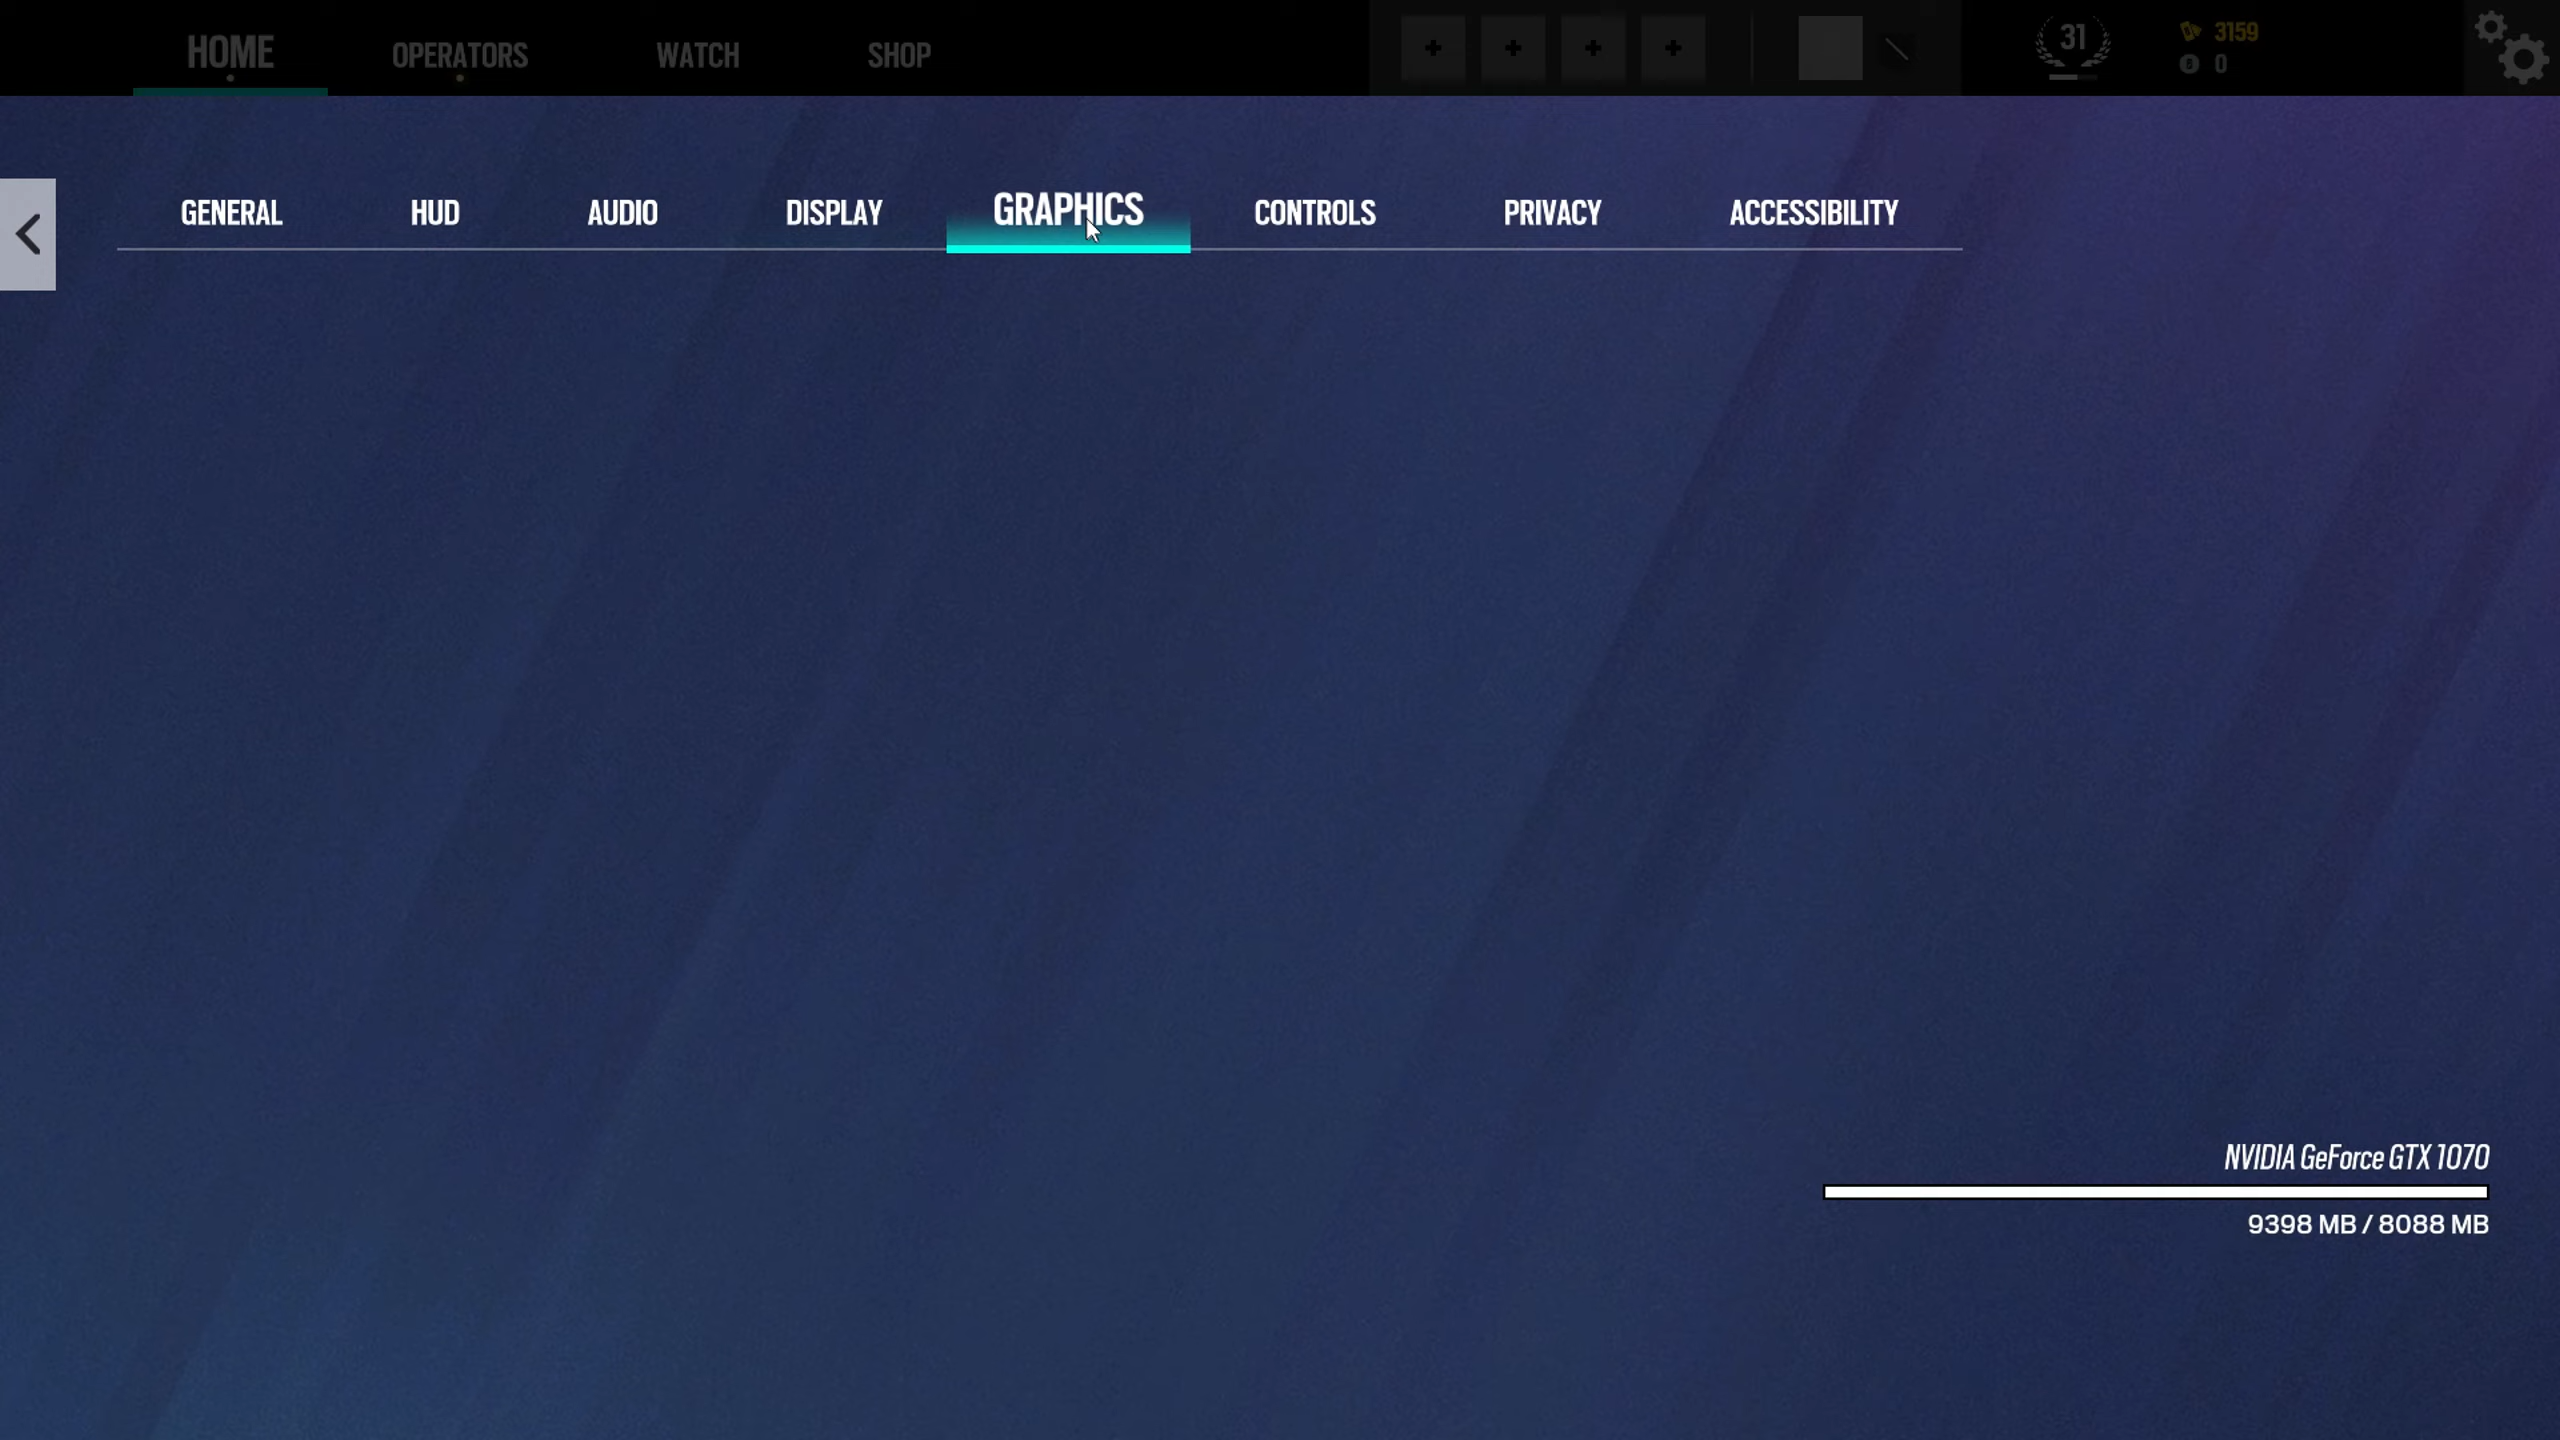 HOME OPERATORS WATCH SHOP 31 3159
0
GENERAL HUD AUDIO DISPLAY GRAPHICS CONTROLS PRIVACY ACCESSIBILITY
NVIDIA GeForce GTX 1070
9398 MB / 8088 MB